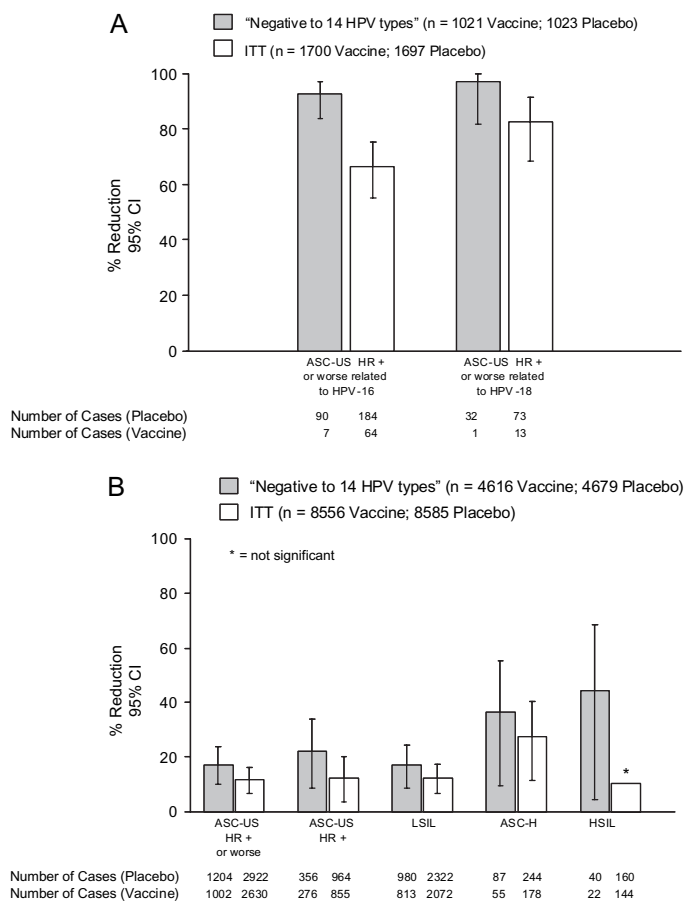 A
“Negative to 14 HPV types” (n = 1021 Vaccine; 1023 Placebo)
ITT (n = 1700 Vaccine; 1697 Placebo)
100
80
60
40
20
0
% Reduction
95% CI
ASC-US HR +
or worse related
to HPV-16
ASC-US HR +
or worse related
to HPV-18
Number of Cases (Placebo) 90 184 32 73
Number of Cases (Vaccine) 7 64 1 13
B
“Negative to 14 HPV types” (n = 4616 Vaccine; 4679 Placebo)
ITT (n = 8556 Vaccine; 8585 Placebo)
* = not significant
100
80
60
40
20
0
% Reduction
95% CI
*
ASC-US
HR +
or worse
ASC-US
HR +
LSIL
ASC-H
HSIL
Number of Cases (Placebo) 1204 2922 356 964 980 2322 87 244 40 160
Number of Cases (Vaccine) 1002 2630 276 855 813 2072 55 178 22 144